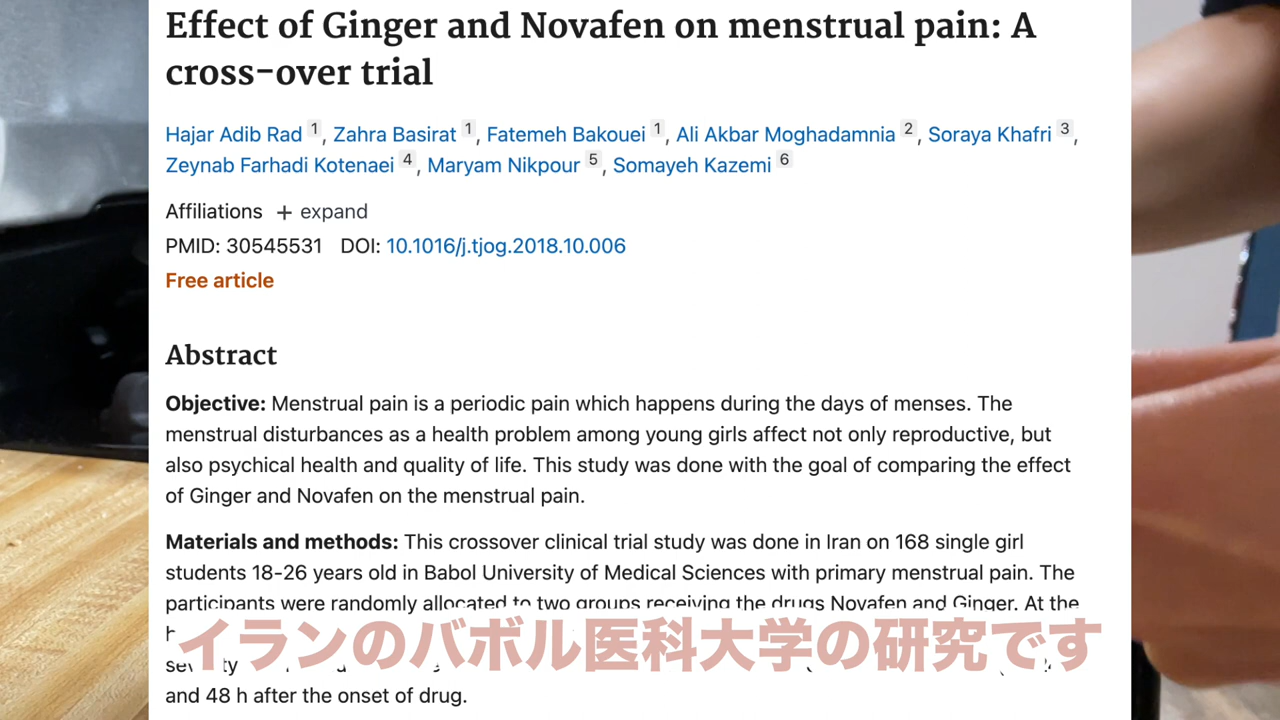 Effect of Ginger and Novafen on menstrual pain: A
cross-over trial
Hajar Adib Rad 1, Zahra Basirat 1, Fatemeh Bakouei 1, Ali Akbar Moghadamnia 2, Soraya Khafri 3,
Zeynab Farhadi Kotenaei 4, Maryam Nikpour 5, Somayeh Kazemi 6
Affiliations + expand
PMID: 30545531 DOI: 10.1016/j.tjog.2018.10.006
Free article
Abstract
Objective: Menstrual pain is a periodic pain which happens during the days of menses. The
menstrual disturbances as a health problem among young girls affect not only reproductive, but
also psychical health and quality of life. This study was done with the goal of comparing the effect
of Ginger and Novafen on the menstrual pain.
Materials and methods: This crossover clinical trial study was done in Iran on 168 single girl
students 18-26 years old in Babol University of Medical Sciences with primary menstrual pain. The
participants were randomly allocated to two groups receiving the drugs Novafen and Ginger. At the
イランのバボル医科大学の研究です
and 48 h after the onset of drug.